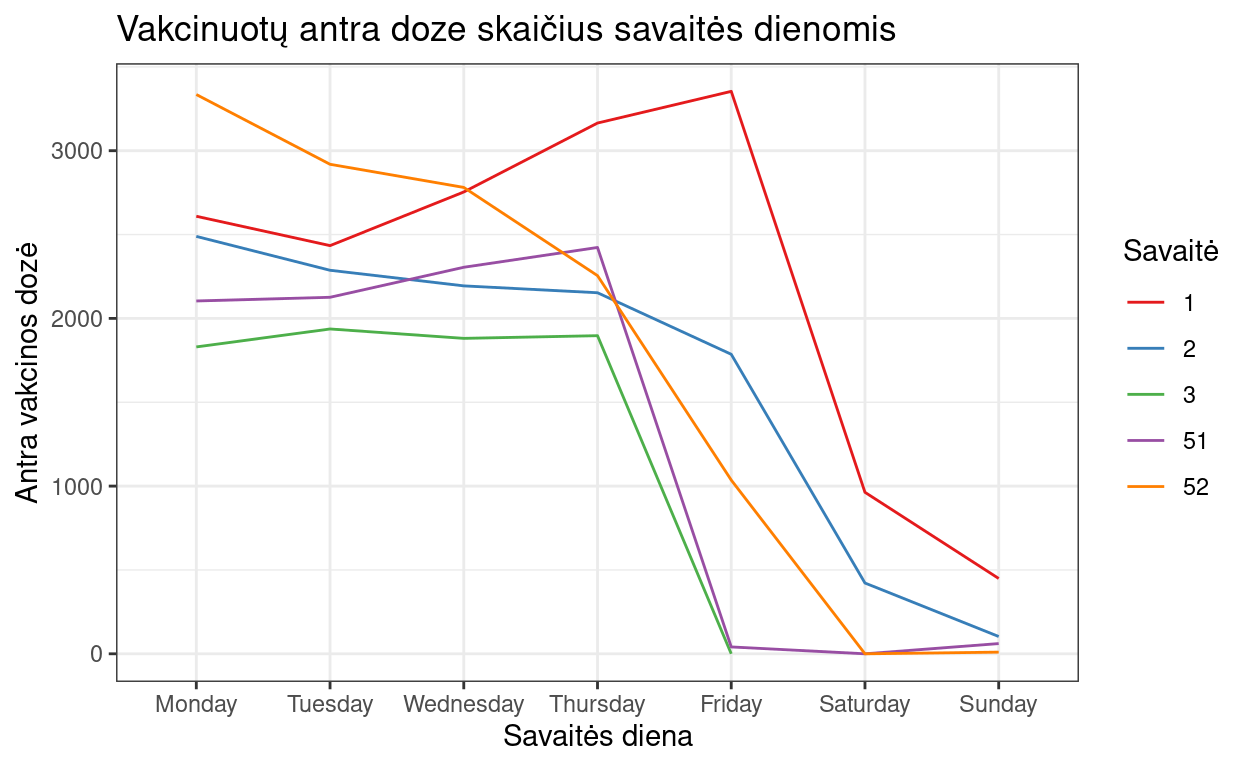 Vakcinuotų antra doze skaičius savaitės dienomis
Antra vakcinos dozė
3000
2000
1000
0
Monday Tuesday Wednesday Thursday Friday Saturday Sunday
Savaitės diena
Savaitė
1
2
3
51
52